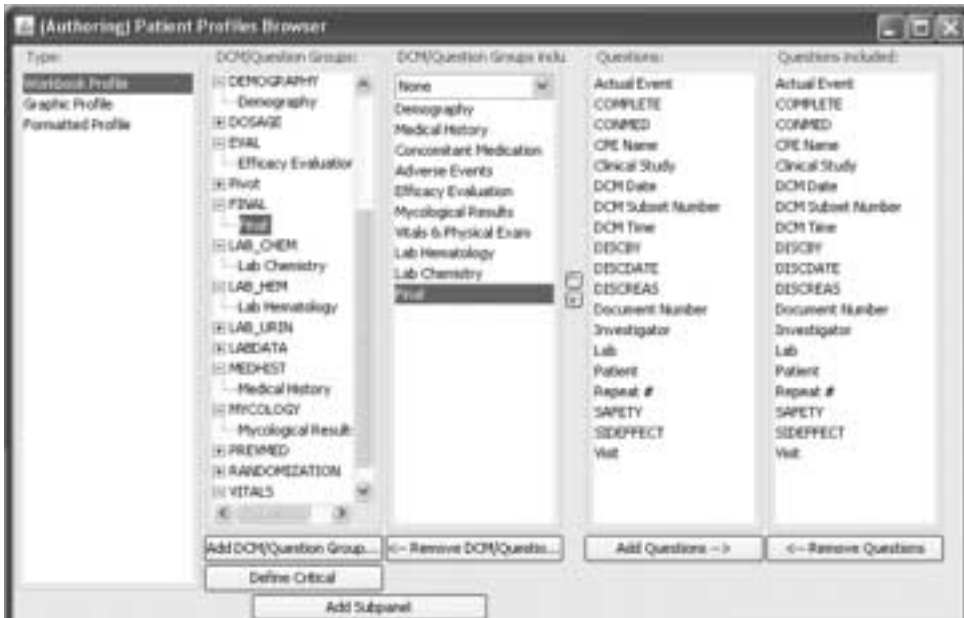 (Authoring) Patient Profiles Browser
Type:
Workbook Profile
Graphic Profile
Formatted Profile
DCM/Question Groups:
DEMOGRAPHY
Demography
DOSAGE
EVAL
Efficacy Evaluation
Pivot
FINAL
Final
LAB_CHEM
Lab Chemistry
LAB_HEM
Lab Hematology
LAB_URIN
LABDATA
MEDHIST
Medical History
MYCOLOGY
Mycological Result
PREVMED
RANDOMIZATION
VITALS
Add DCM/Question Group...
Define Critical
Add Subpanel
DCM/Question Groups Inclu
None
Demography
Medical History
Concomitant Medication
Adverse Events
Efficacy Evaluation
Mycological Results
Vitals & Physical Exam
Lab Hematology
Lab Chemistry
Final
<-- Remove DCM/Questio...
Questions:
Actual Event
COMPLETE
CONMED
CPE Name
Clinical Study
DCM Date
DCM Subset Number
DCM Time
DISCBY
DISCDATE
DISCREAS
Document Number
Investigator
Lab
Patient
Repeat #
SAFETY
SIDEFFECT
Visit
Add Questions -->
Questions Included:
Actual Event
COMPLETE
CONMED
CPE Name
Clinical Study
DCM Date
DCM Subset Number
DCM Time
DISCBY
DISCDATE
DISCREAS
Document Number
Investigator
Lab
Patient
Repeat #
SAFETY
SIDEFFECT
Visit
<-- Remove Questions